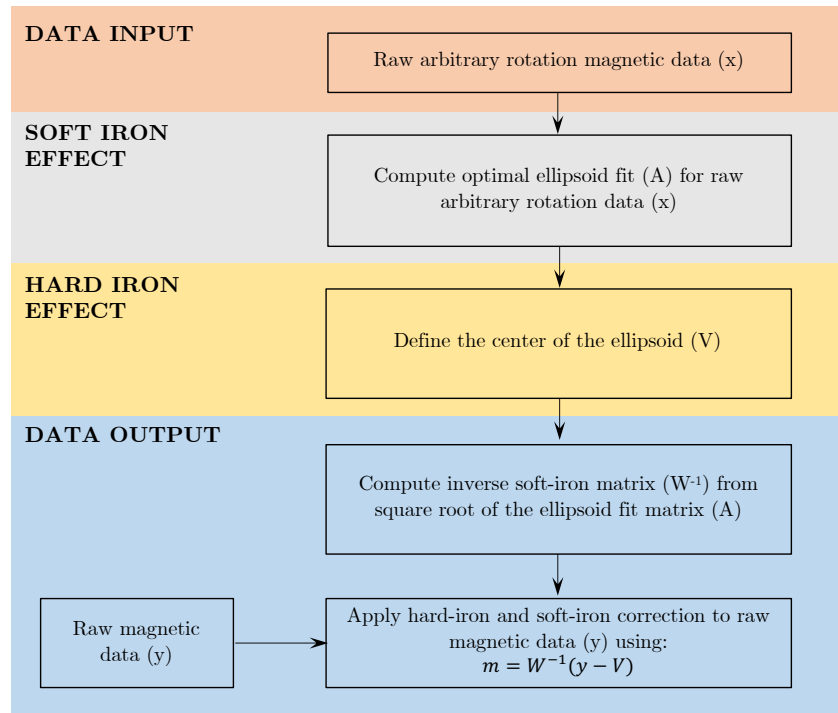 DATA INPUT
Raw arbitrary rotation magnetic data (x)
SOFT IRON
EFFECT
Compute optimal ellipsoid fit (A) for raw
arbitrary rotation data (x)
HARD IRON
EFFECT
Define the center of the ellipsoid (V)
DATA OUTPUT
Compute inverse soft-iron matrix (W⁻¹) from
square root of the ellipsoid fit matrix (A)
Raw magnetic
data (y)
Apply hard-iron and soft-iron correction to raw
magnetic data (y) using:
m = W⁻¹(y − V)